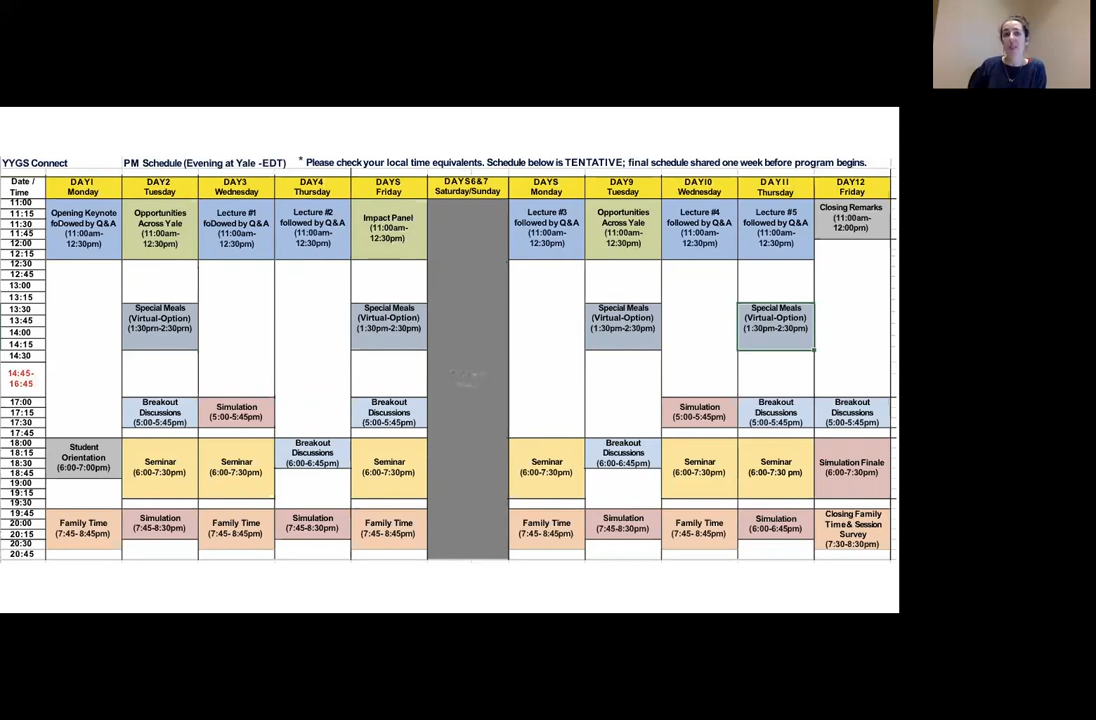 YYGS Connect PM Schedule (Evening at Yale -EDT) * Please check your local time equivalents. Schedule below is TENTATIVE; final schedule shared one week before program begins.
Date / Time
DAYI Monday
DAY2 Tuesday
DAY3 Wednesday
DAY4 Thursday
DAYS Friday
DAYS6&7 Saturday/Sunday
DAYS Monday
DAY9 Tuesday
DAYI0 Wednesday
DAYII Thursday
DAY12 Friday
11:00
11:15
11:30
11:45
12:00
12:15
12:30
12:45
13:00
13:15
13:30
13:45
14:00
14:15
14:30
14:45-
16:45
17:00
17:15
17:30
17:45
18:00
18:15
18:30
18:45
19:00
19:15
19:30
19:45
20:00
20:15
20:30
20:45
Opening Keynote
foDowed by Q&A
(11:00am-
12:30pm)
Student
Orientation
(6:00-7:00pm)
Family Time
(7:45- 8:45pm)
Opportunities
Across Yale
(11:00am-
12:30pm)
Special Meals
(Virtual-Option)
(1:30prn-2:30pm)
Breakout
Discussions
(5:00-5:45pm)
Seminar
(6:00-7:30pm)
Simulation
(7:45-8:30pm)
Lecture #1
foDowed by Q&A
(11:00am-
12:30pm)
Simulation
(5:00-5:45pm)
Seminar
(6:00-7:30pm)
Family Time
(7:45- 8:45pm)
Lecture #2
followed by Q&A
(11:00am-
12:30pm)
Breakout
Discussions
(6:00-6:45pm)
Simulation
(7:45-8:30pm)
Impact Panel
(11:00am-
12:30pm)
Special Meals
(Virtual-Option)
(1:30pm-2:30pm)
Breakout
Discussions
(5:00-5:45pm)
Seminar
(6:00-7:30pm)
Family Time
(7:45- 8:45pm)
Lecture #3
followed by Q&A
(11:00am-
12:30pm)
Seminar
(6:00-7:30pm)
Family Time
(7:45- 8:45pm)
Opportunities
Across Yale
(11:00am-
12:30pm)
Special Meals
(Virtual-Option)
(1:30prn-2:30pm)
Breakout
Discussions
(6:00-6:45pm)
Simulation
(7:45-8:30pm)
Lecture #4
followed by Q&A
(11:00am-
12:30pm)
Simulation
(5:00-5:45pm)
Seminar
(6:00-7:30pm)
Family Time
(7:45- 8:45pm)
Lecture #5
followed by Q&A
(11:00am-
12:30pm)
Special Meals
(Virtual-Option)
(1:30pm-2:30pm)
Breakout
Discussions
(5:00-5:45pm)
Seminar
(6:00-7:30 pm)
Simulation
(6:00-6:45pm)
Closing Remarks
(11:00am-
12:00pm)
Breakout
Discussions
(5:00-5:45pm)
Simulation Finale
(6:00-7:30pm)
Closing Family
Time & Session
Survey
(7:30-8:30pm)